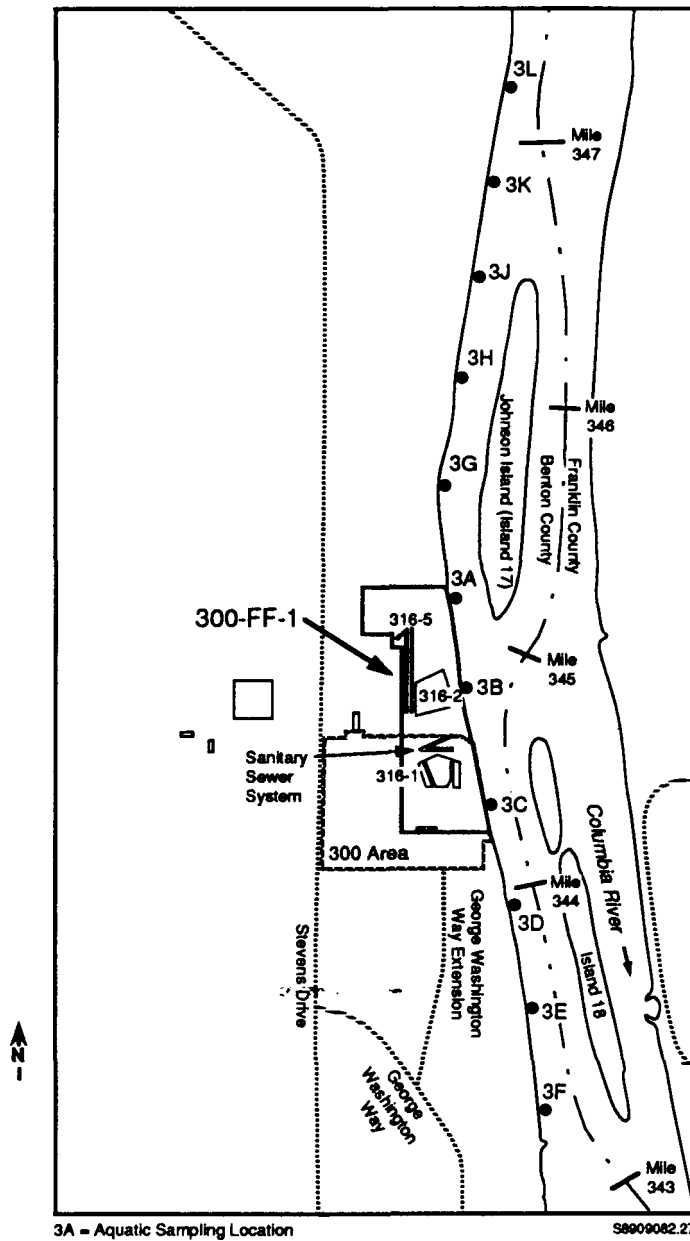 3L
Mile
347
3K
3J
3H
Mile
346
Johnson Island (Island 17)
Franklin County
Benton County
3G
3A
300-FF-1
316-5
Mile
345
316-2
3B
Sanitary
Sewer
System
316-1
3C
300 Area
Mile
344
Columbia River
3D
George Washington
Way Extension
Stevens Drive
Island 18
3E
N
George
Washington
Way
3F
Mile
343
3A = Aquatic Sampling Location
S8909082.27